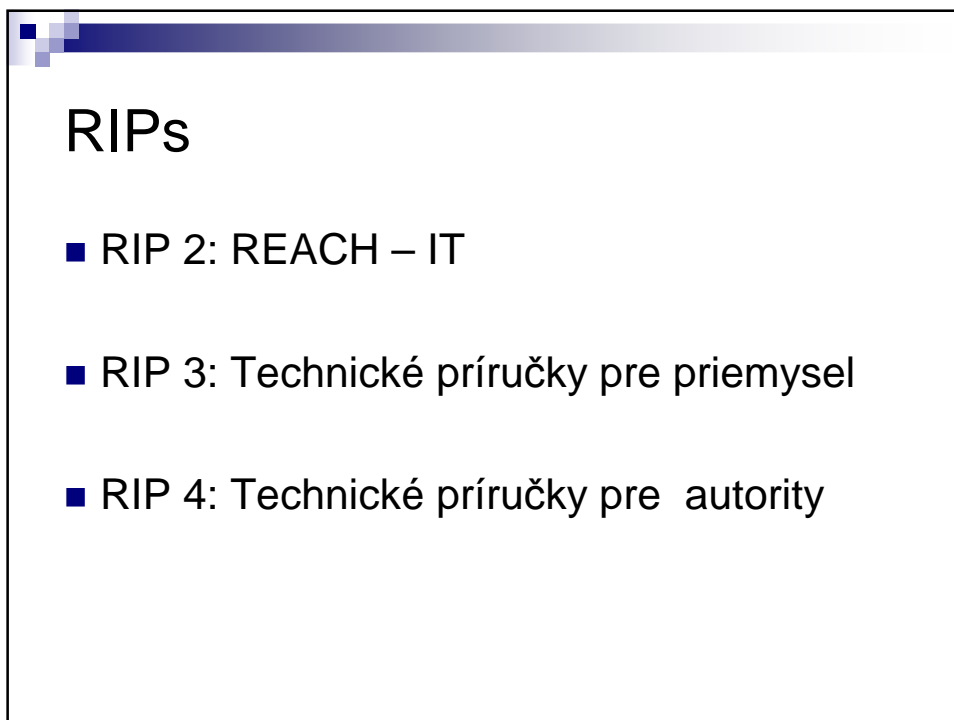 RIPs
RIP 2: REACH – IT
RIP 3: Technické príručky pre priemysel
RIP 4: Technické príručky pre  autority